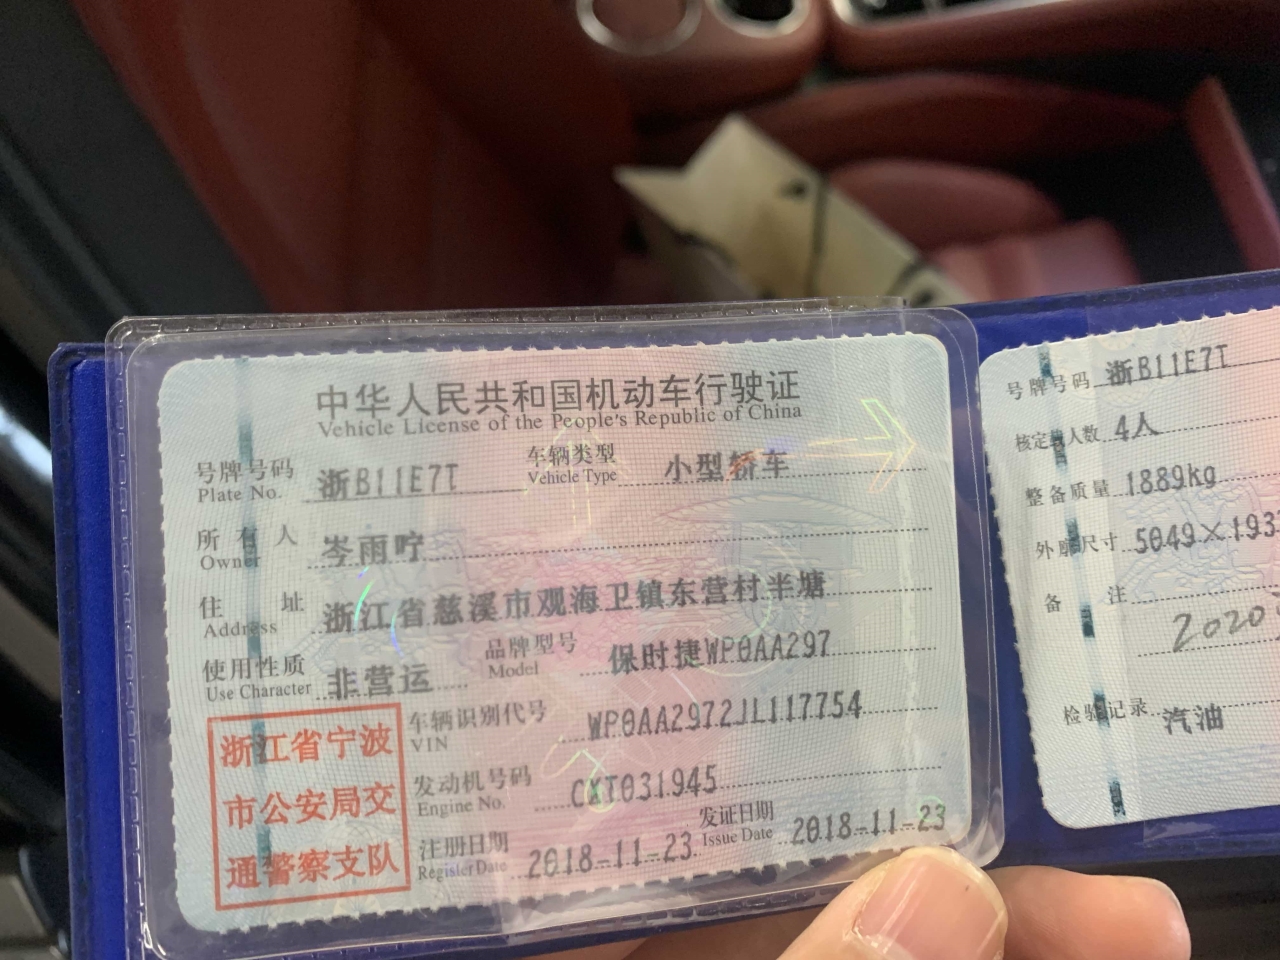 中华人民共和国机动车行驶证
Vehicle License of the People's Republic of China
号牌号码 浙B11E7T 车辆类型 小型轿车
Plate No. Vehicle Type
所有人 岑雨咛
Owner
住址 浙江省慈溪市观海卫镇东营村半塘
Address
使用性质 非营运 品牌型号 保时捷WP0AA297
Use Character Model
浙江省宁波
市公安局交
通警察支队
车辆识别代号 WP0AA2972JL117754
VIN
发动机号码 CXT031945
Engine No.
注册日期 2018-11-23 发证日期 2018-11-23
Register Date Issue Date
号牌号码 浙B11E7T
核定载人数 4人
整备质量 1889kg
外廓尺寸 5049×193
备注
2020
检验记录 汽油